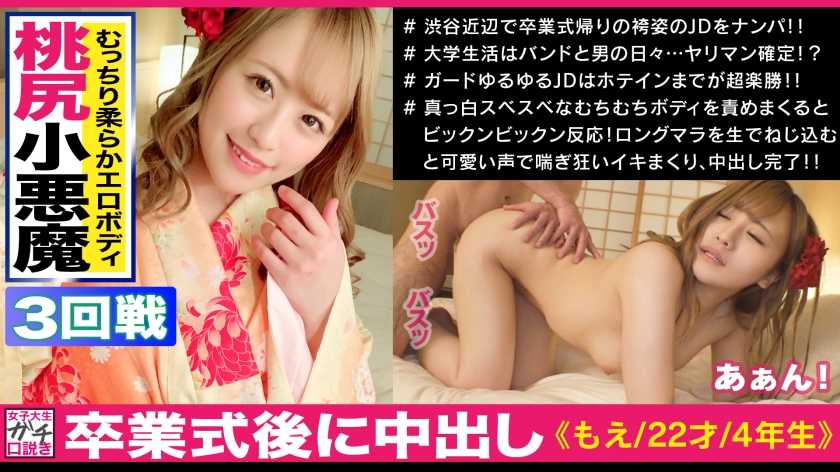 むっちり柔らかエロボディ
桃尻小悪魔
3回戦
# 渋谷近辺で卒業式帰りの袴姿のJDをナンパ!!
# 大学生活はバンドと男の日々…ヤリマン確定!?
# ガードゆるゆるJDはホテインまでが超楽勝!!
# 真っ白スベスベなむちむちボディを責めまくると
ビックンビックン反応!ロングマラを生でねじ込む
と可愛い声で喘ぎ狂いイキまくり、中出し完了!!
バスッ
バスッ
あぁん!
女子大生
ガチ
口説き
卒業式後に中出し
《もえ/22才/4年生》